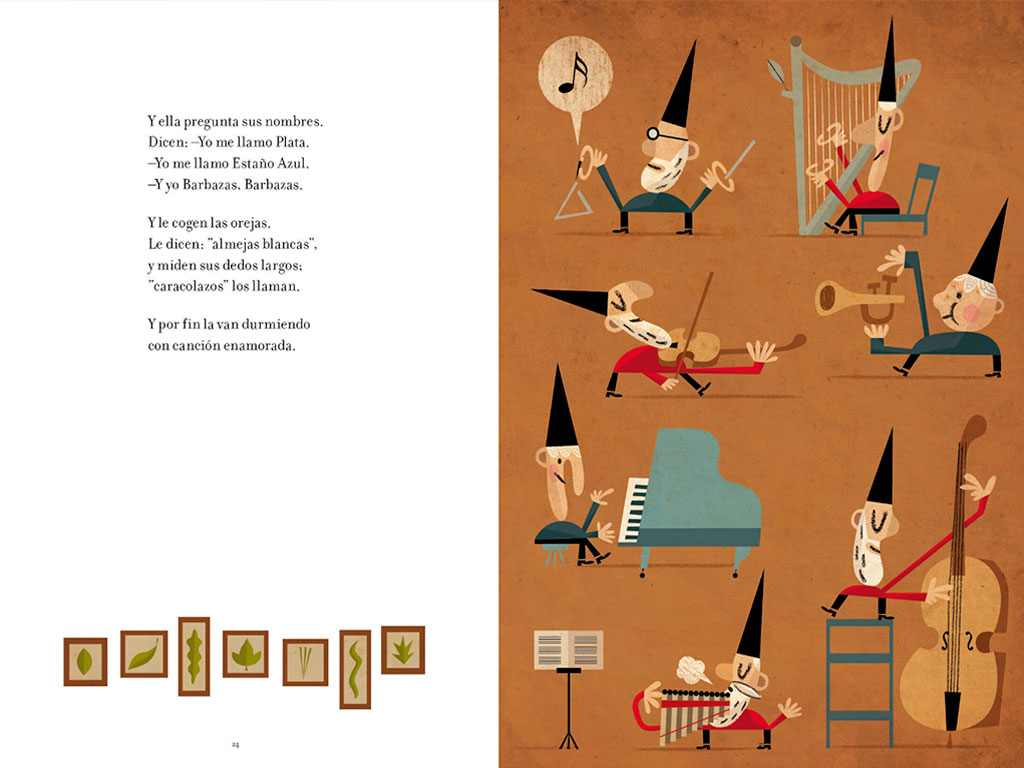 Y ella pregunta sus nombres.
Dicen: —Yo me llamo Plata.
—Yo me llamo Estaño Azul.
—Y yo Barbazas, Barbazas.
Y le cogen las orejas.
Le dicen: "almejas blancas",
y miden sus dedos largos;
"caracolazos" los llaman.
Y por fin la van durmiendo
con canción enamorada.
24